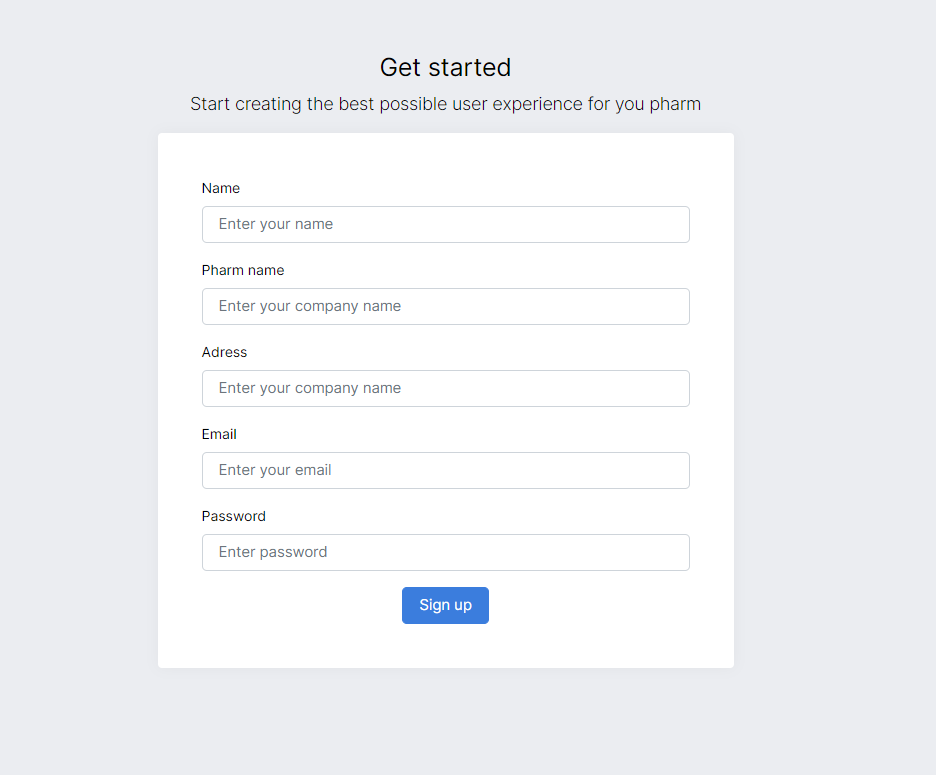 Get started
Start creating the best possible user experience for you pharm
Name
Enter your name
Pharm name
Enter your company name
Adress
Enter your company name
Email
Enter your email
Password
Enter password
Sign up